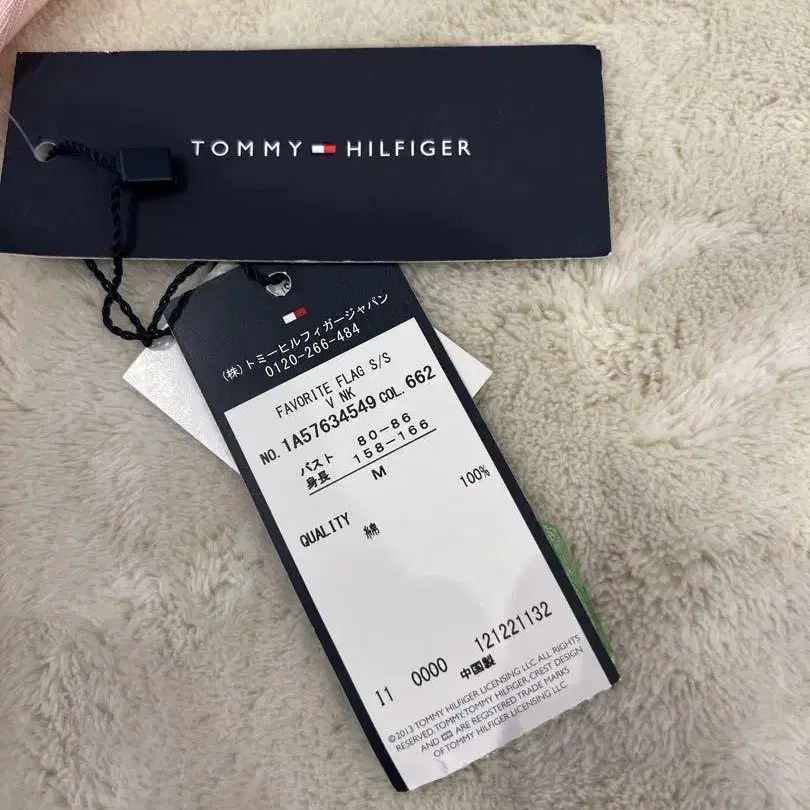 TOMMY HILFIGER
(株)トミーヒルフィガージャパン
0120-266-484
FAVORITE FLAG S/S
V NK
NO. 1A57634549 COL. 662
バスト 80-86
身長 158-166
M
QUALITY 100%
綿
11 0000 121221132
中国製
©2013 TOMMY HILFIGER LICENSING LLC. ALL RIGHTS
RESERVED. TOMMY, TOMMY HILFIGER, CREST DESIGN
AND ARE REGISTERED TRADE MARKS
OF TOMMY HILFIGER LICENSING LLC.